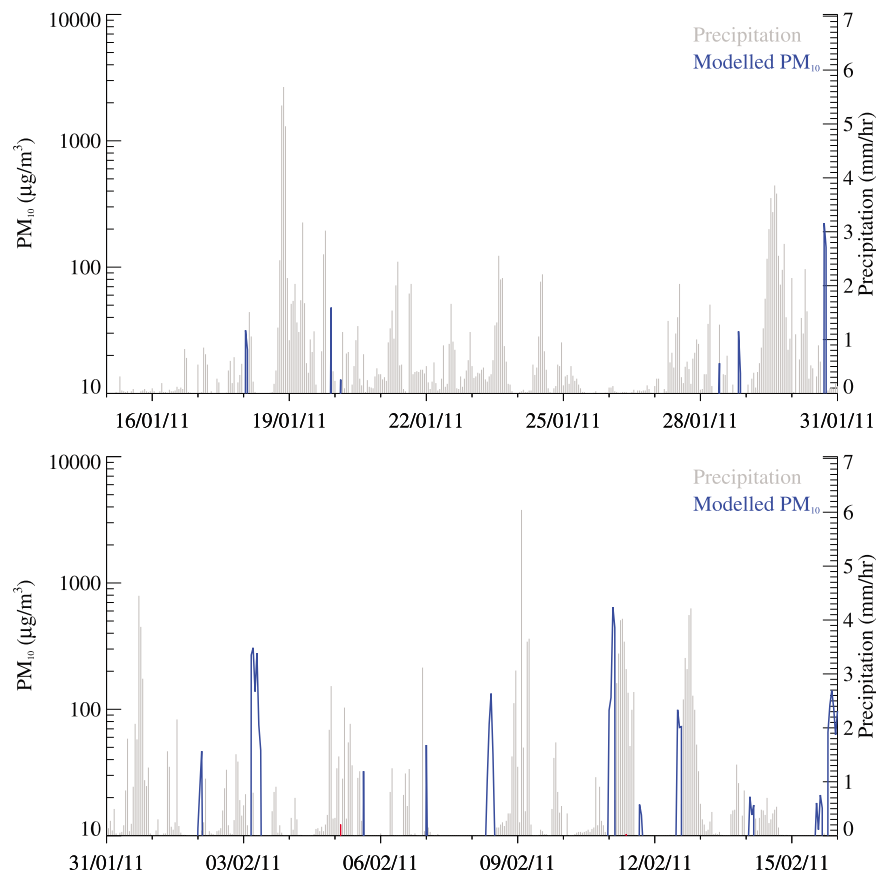 10000
1000
100
10
PM10 (μg/m3)
Precipitation
Modelled PM10
7
6
5
4
3
2
1
0
Precipitation (mm/hr)
16/01/11 19/01/11 22/01/11 25/01/11 28/01/11 31/01/11
10000
1000
100
10
PM10 (μg/m3)
Precipitation
Modelled PM10
7
6
5
4
3
2
1
0
Precipitation (mm/hr)
31/01/11 03/02/11 06/02/11 09/02/11 12/02/11 15/02/11